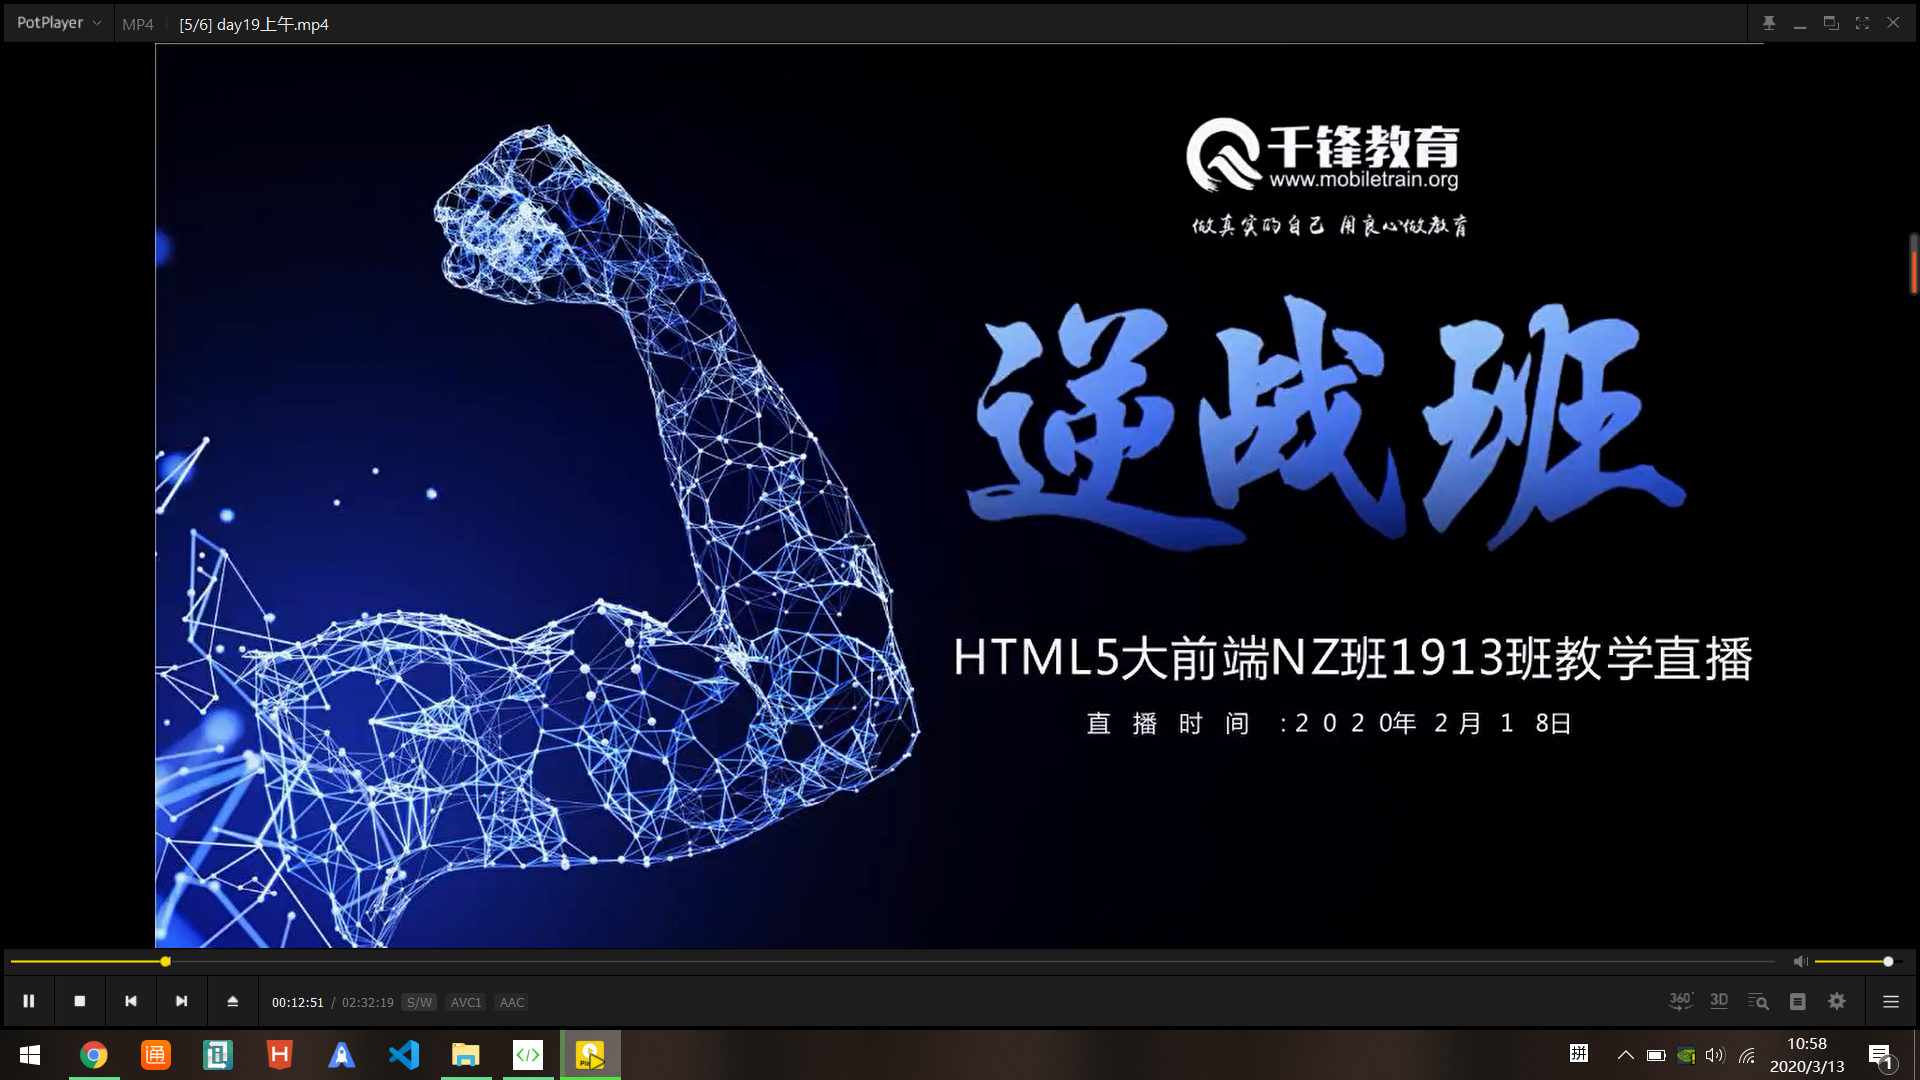 PotPlayer MP4 [5/6] day19上午.mp4
千锋教育
www.mobiletrain.org
做真实的自己 用良心做教育
逆战班
HTML5大前端NZ班1913班教学直播
直 播 时 间 :2 0 2 0年 2 月 1 8日
00:12:51 / 02:32:19 S/W AVC1 AAC
360° 3D
通 H </> 拼
10:58
2020/3/13
1